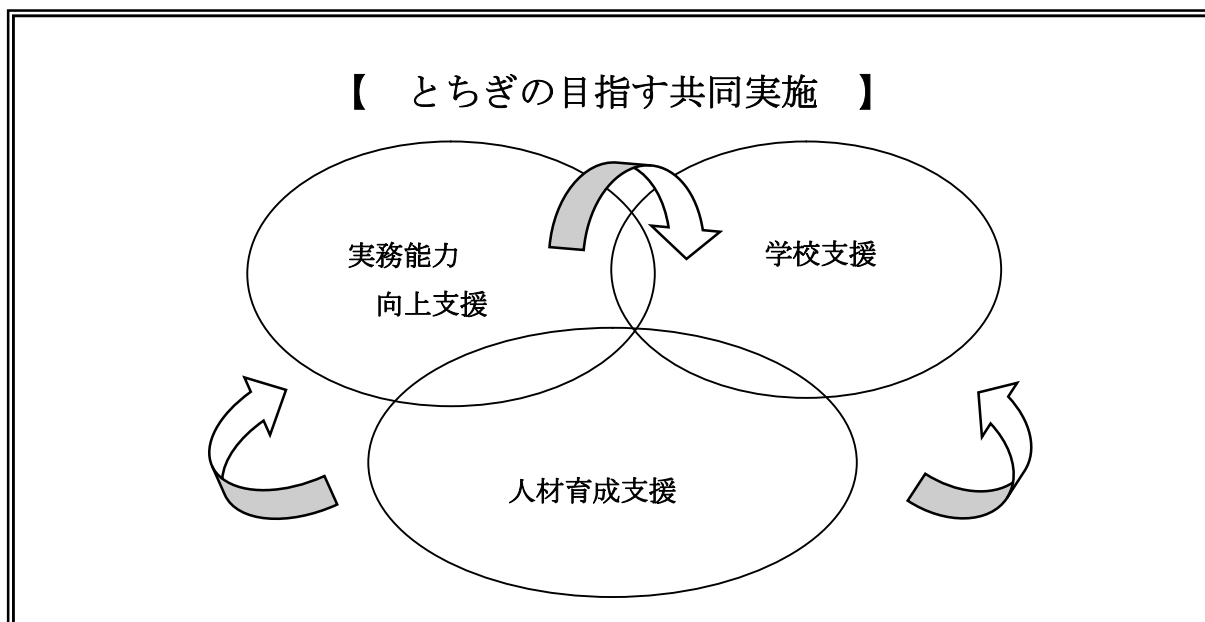 【　とちぎの目指す共同実施　】
実務能力
向上支援
学校支援
人材育成支援